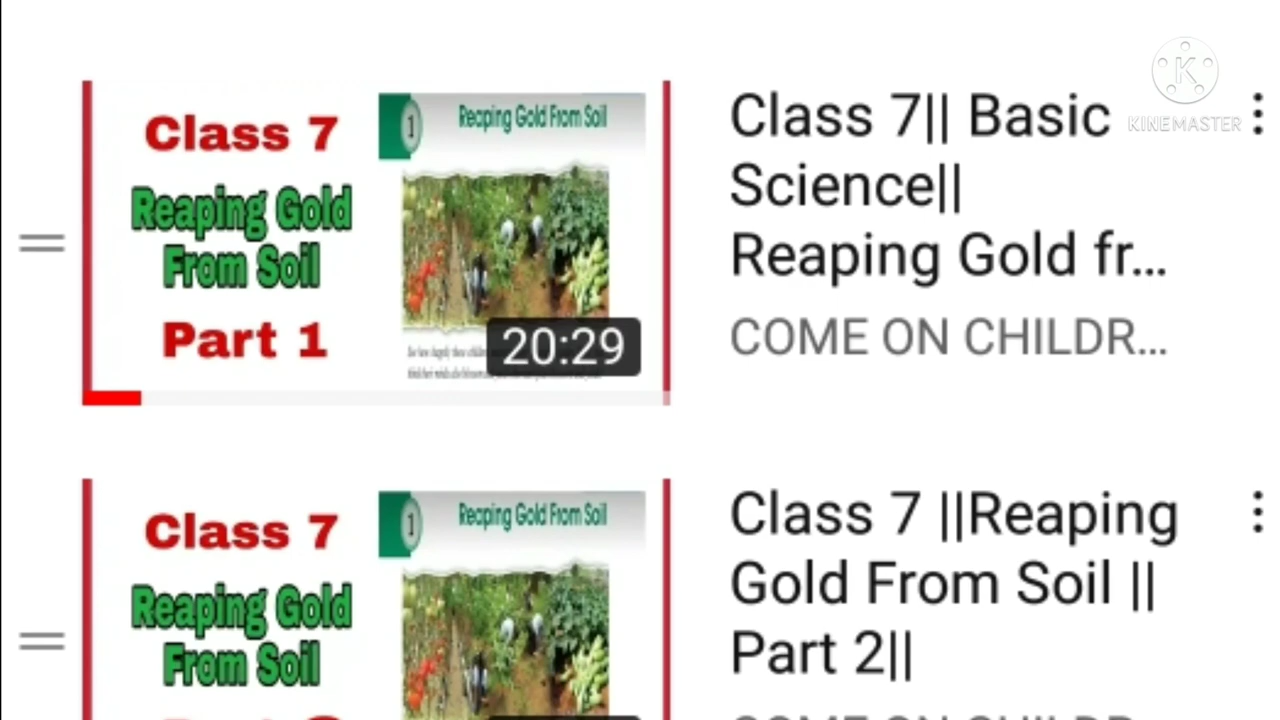 K
KINEMASTER
Class 7
Reaping Gold
From Soil
Part 1
1
Reaping Gold From Soil
20:29
Class 7|| Basic
Science||
Reaping Gold fr...
COME ON CHILDR...
Class 7
Reaping Gold
From Soil
1
Reaping Gold From Soil
Class 7 ||Reaping
Gold From Soil ||
Part 2||